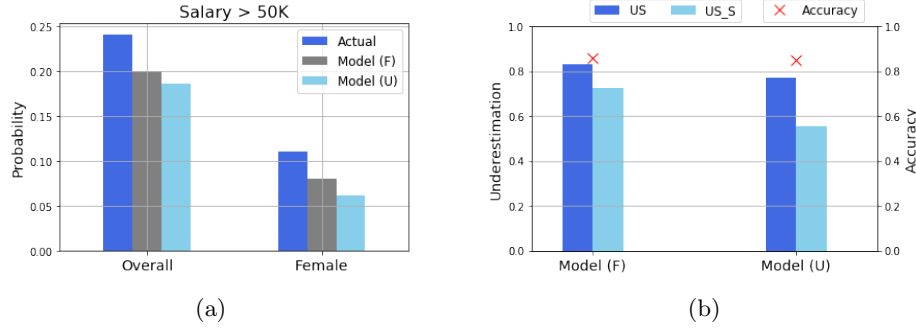 Salary > 50K
Probability
0.25
0.20
0.15
0.10
0.05
0.00
Actual
Model (F)
Model (U)
Overall Female
(a)
US US_S Accuracy
Underestimation
1.0
0.8
0.6
0.4
0.2
0.0
1.0
0.8
0.6
0.4
0.2
0.0
Accuracy
Model (F) Model (U)
(b)